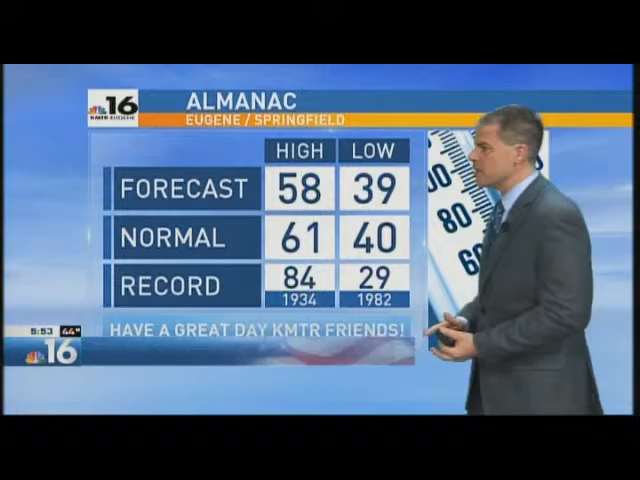 16
KMTR EUGENE
ALMANAC
EUGENE / SPRINGFIELD
HIGH LOW
FORECAST 58 39
NORMAL 61 40
RECORD 84 29
1934 1982
80
60
HAVE A GREAT DAY KMTR FRIENDS!
5:53 44°
16